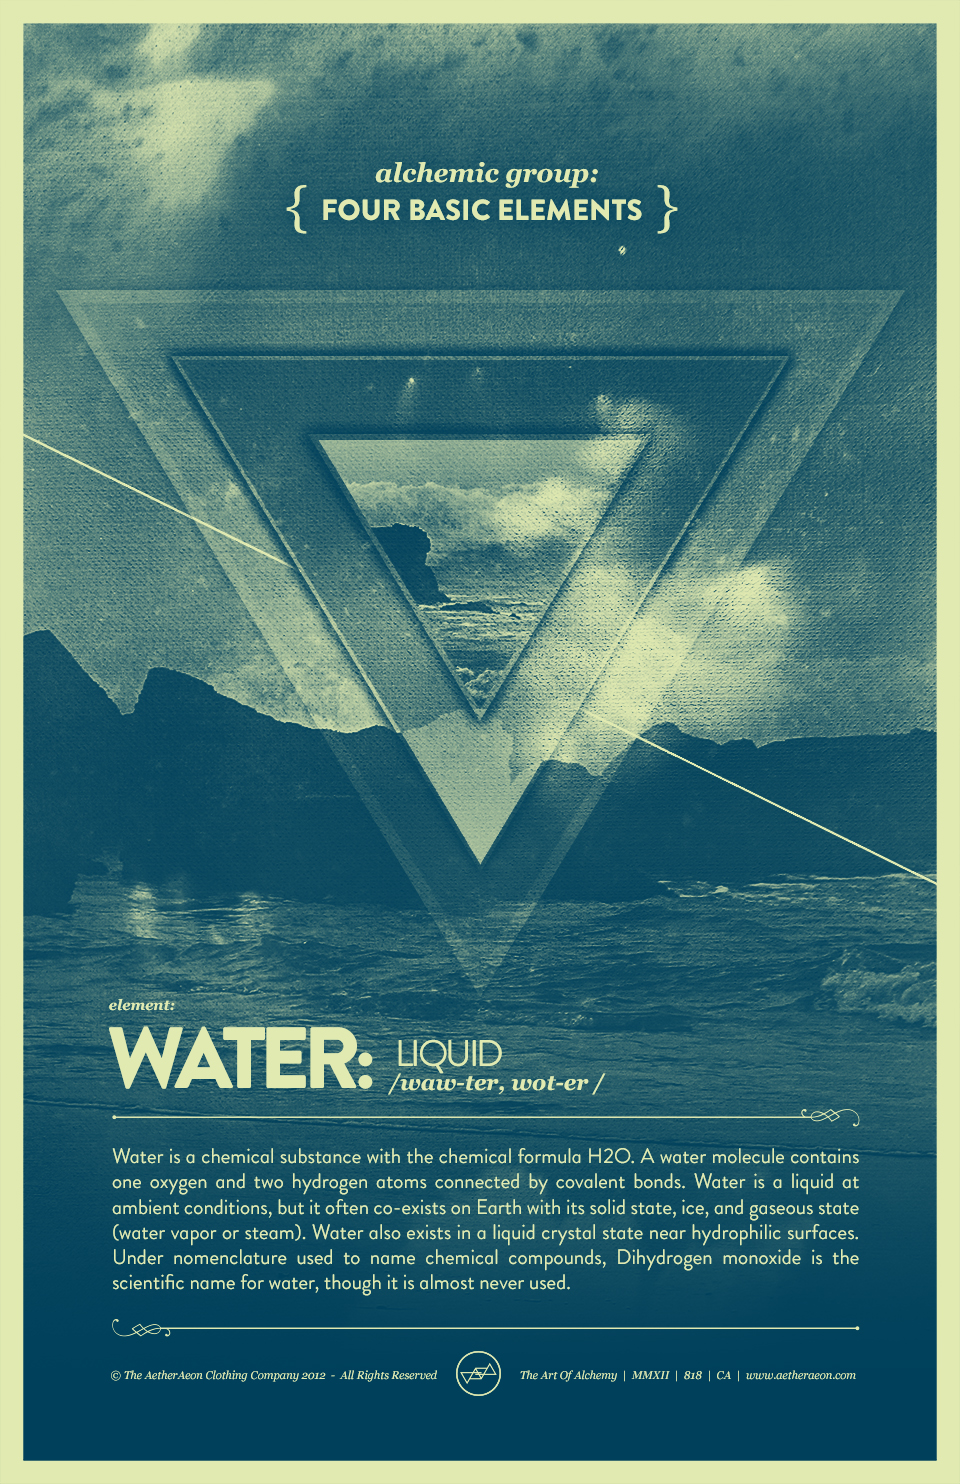 alchemic group:
{ FOUR BASIC ELEMENTS }
element:
WATER: LIQUID
/waw-ter, wot-er /
Water is a chemical substance with the chemical formula H2O. A water molecule contains
one oxygen and two hydrogen atoms connected by covalent bonds. Water is a liquid at
ambient conditions, but it often co-exists on Earth with its solid state, ice, and gaseous state
(water vapor or steam). Water also exists in a liquid crystal state near hydrophilic surfaces.
Under nomenclature used to name chemical compounds, Dihydrogen monoxide is the
scientific name for water, though it is almost never used.
© The AetherAeon Clothing Company 2012 - All Rights Reserved
The Art Of Alchemy | MMXII | 818 | CA | www.aetheraeon.com